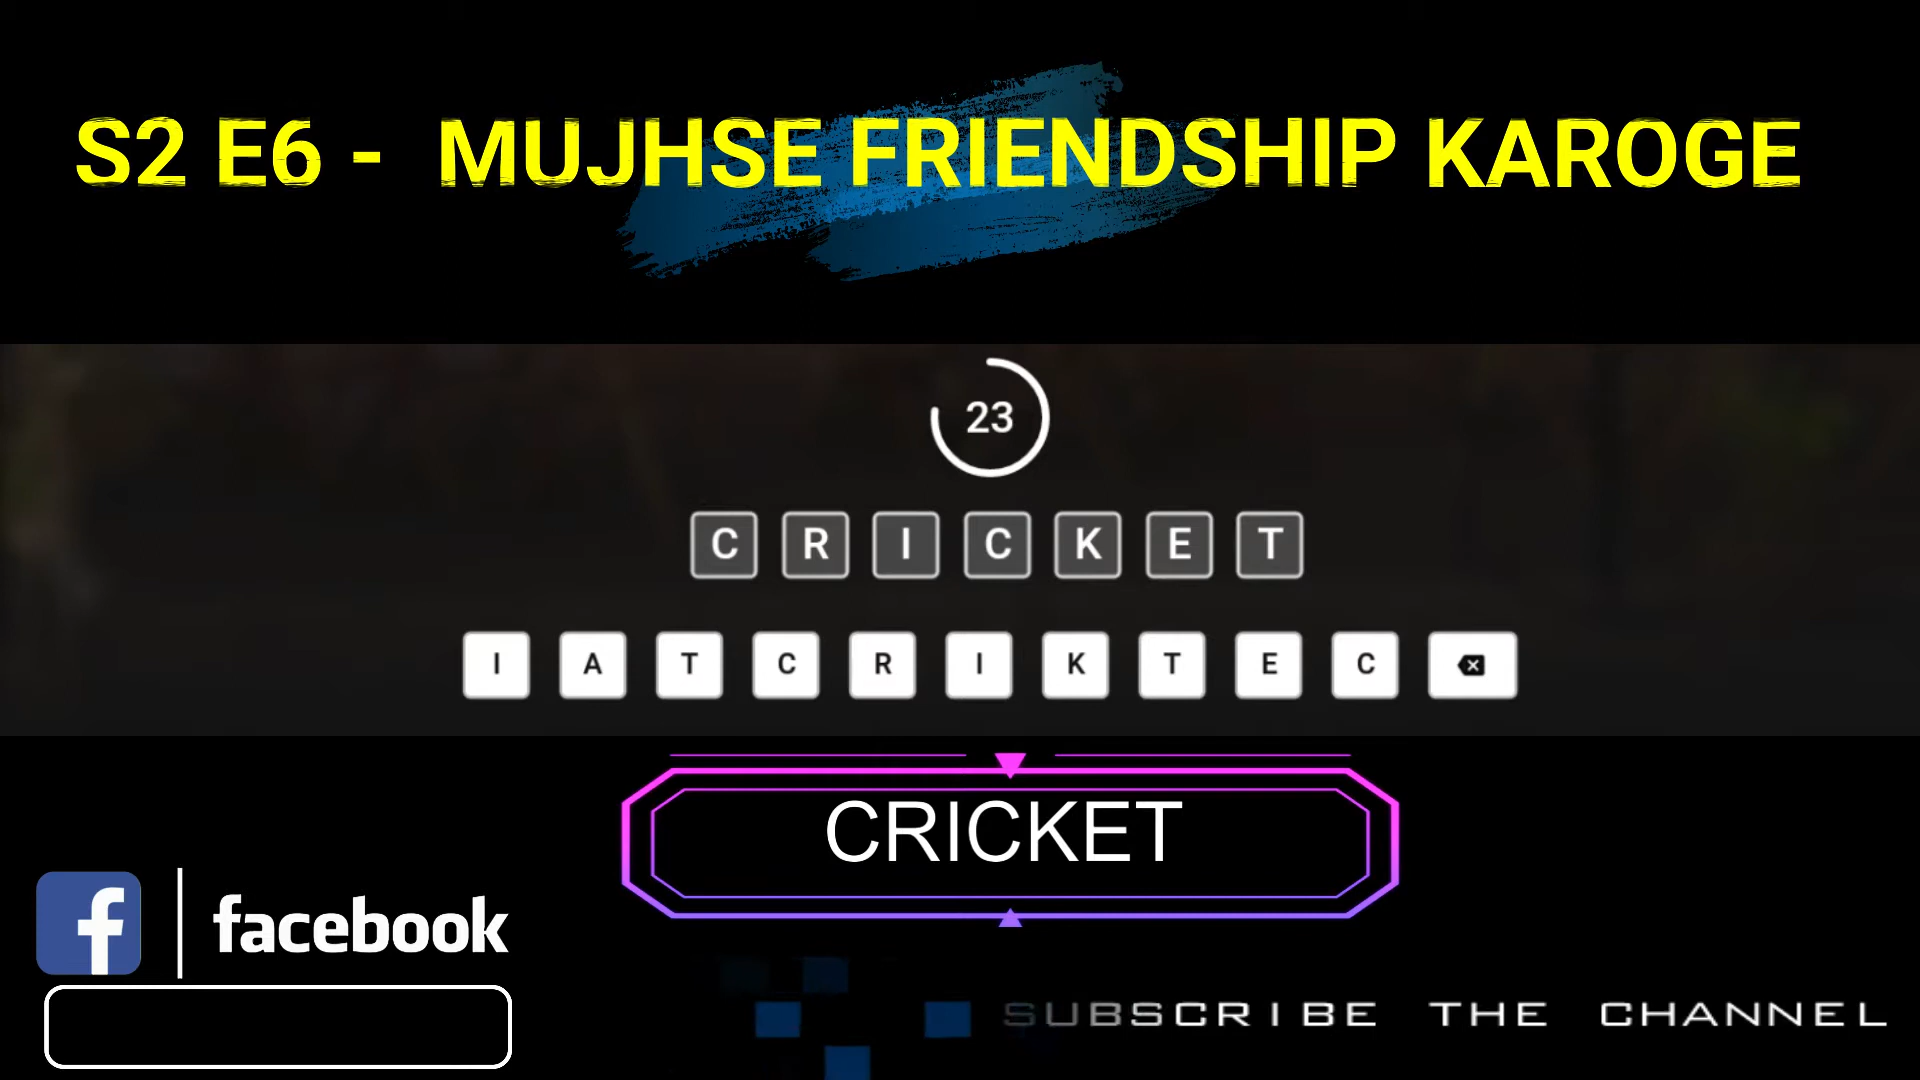 S2 E6 - MUJHSE FRIENDSHIP KAROGE
23
C R I C K E T
I A T C R I K T E C
CRICKET
f facebook
SUBSCRIBE THE CHANNEL